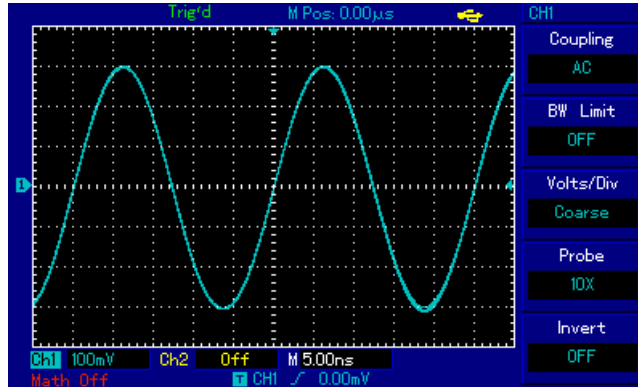 Trig'd M Pos: 0.00μs CH1
Coupling
AC
BW Limit
OFF
1
Volts/Div
Coarse
Probe
10X
Invert
OFF
Ch1 100mV Ch2 Off M 5.00ns
Math Off T CH1 0.00mV